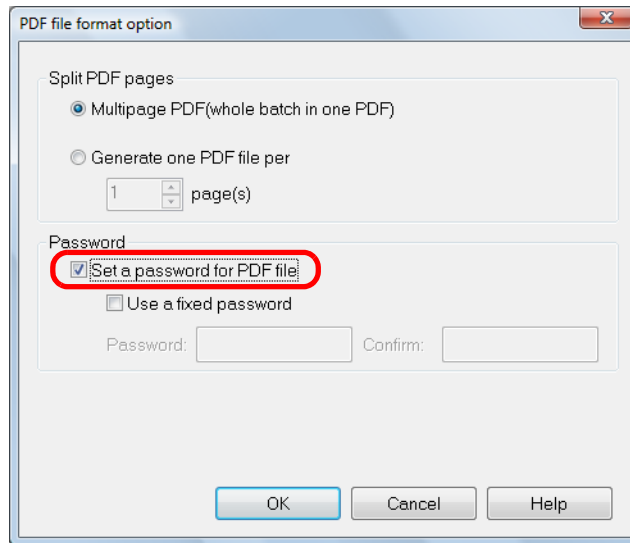 PDF file format option
Split PDF pages
Multipage PDF(whole batch in one PDF)
Generate one PDF file per
1 page(s)
Password
Set a password for PDF file
Use a fixed password
Password: Confirm:
OK Cancel Help